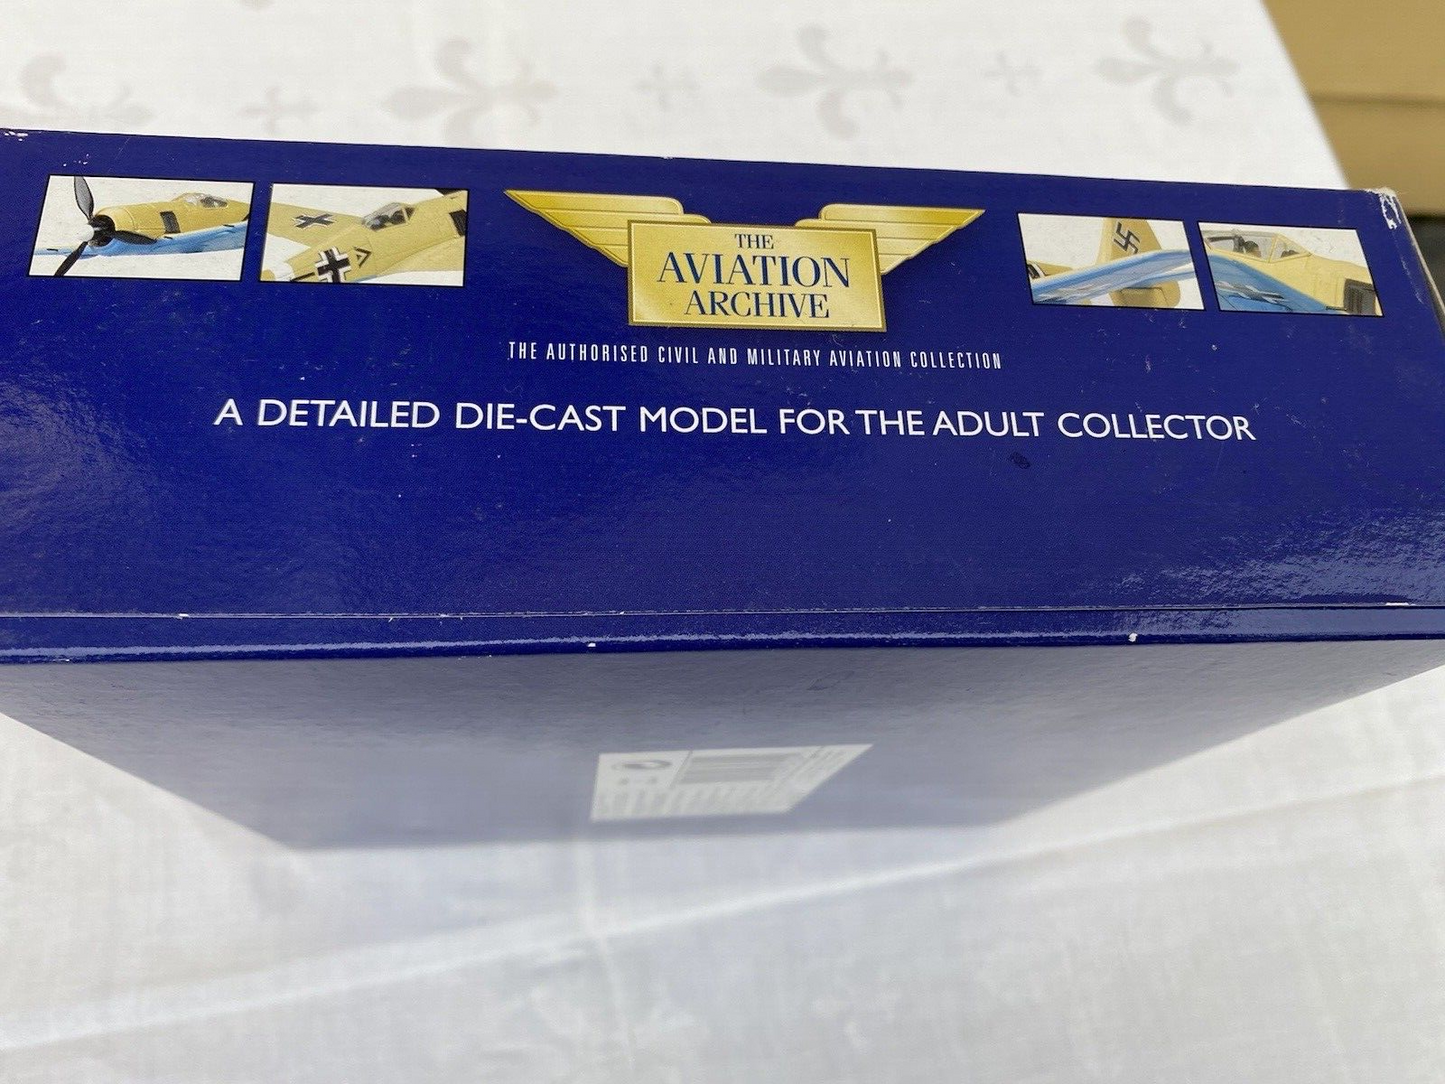 THE
AVIATION
ARCHIVE
THE AUTHORISED CIVIL AND MILITARY AVIATION COLLECTION
A DETAILED DIE-CAST MODEL FOR THE ADULT COLLECTOR